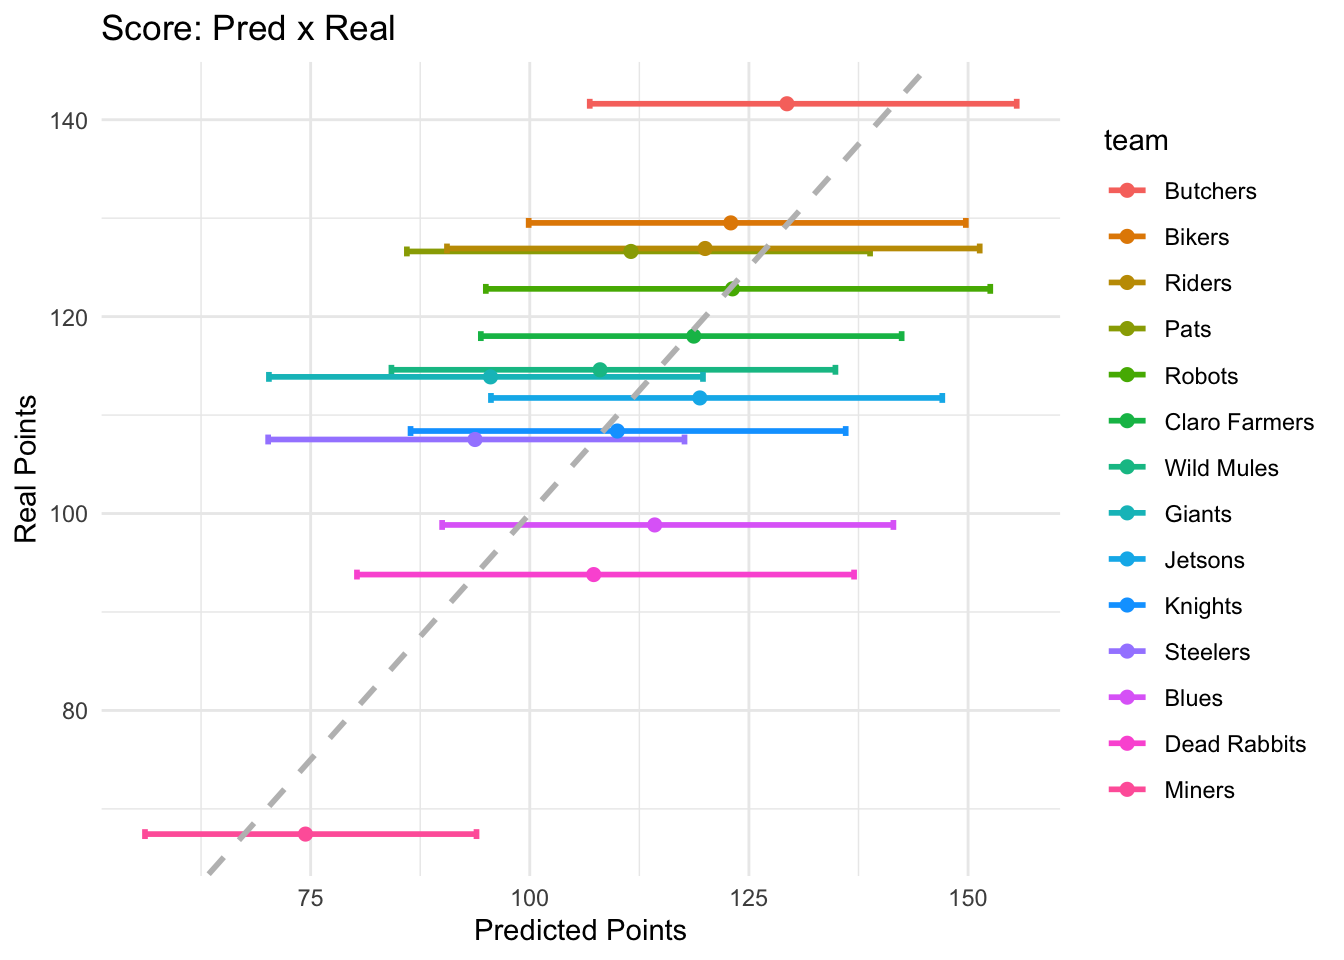 Score: Pred x Real
140
120
100
80
Real Points
75
100
125
150
Predicted Points
team
Butchers
Bikers
Riders
Pats
Robots
Claro Farmers
Wild Mules
Giants
Jetsons
Knights
Steelers
Blues
Dead Rabbits
Miners